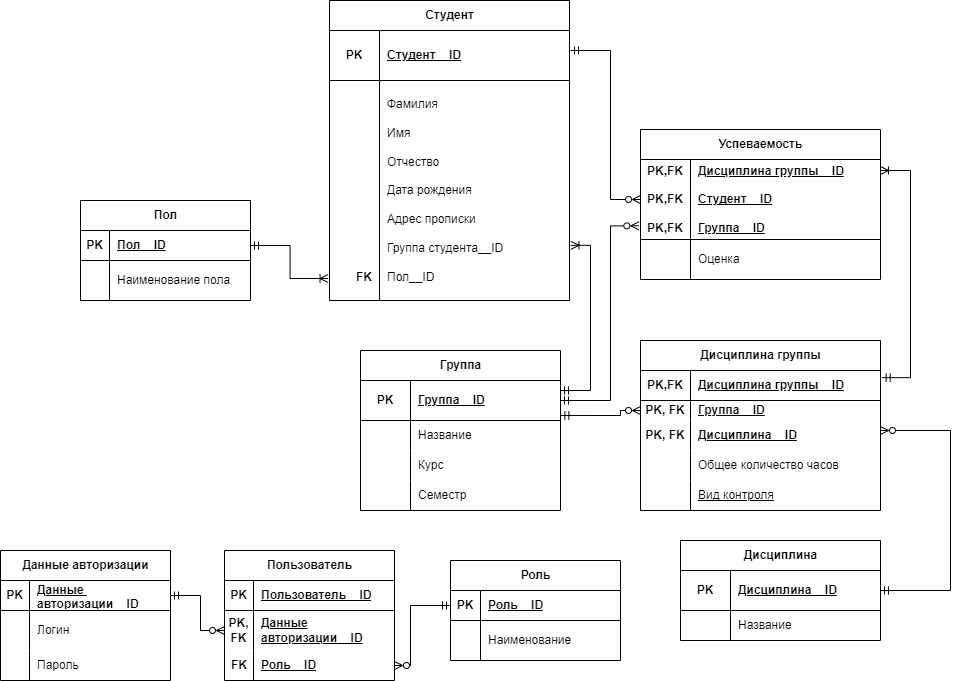 Студент
PK Студент__ID
Фамилия
Имя
Отчество
Дата рождения
Адрес прописки
Группа студента__ID
FK Пол__ID
Успеваемость
PK,FK Дисциплина группы__ID
PK,FK Студент__ID
PK,FK Группа__ID
Оценка
Пол
PK Пол__ID
Наименование пола
Группа
PK Группа__ID
Название
Курс
Семестр
Дисциплина группы
PK,FK Дисциплина группы__ID
PK, FK Группа__ID
PK, FK Дисциплина__ID
Общее количество часов
Вид контроля
Данные авторизации
PK Данные
авторизации__ID
Логин
Пароль
Пользователь
PK Пользователь__ID
PK, Данные
FK авторизации__ID
FK Роль__ID
Роль
PK Роль__ID
Наименование
Дисциплина
PK Дисциплина__ID
Название